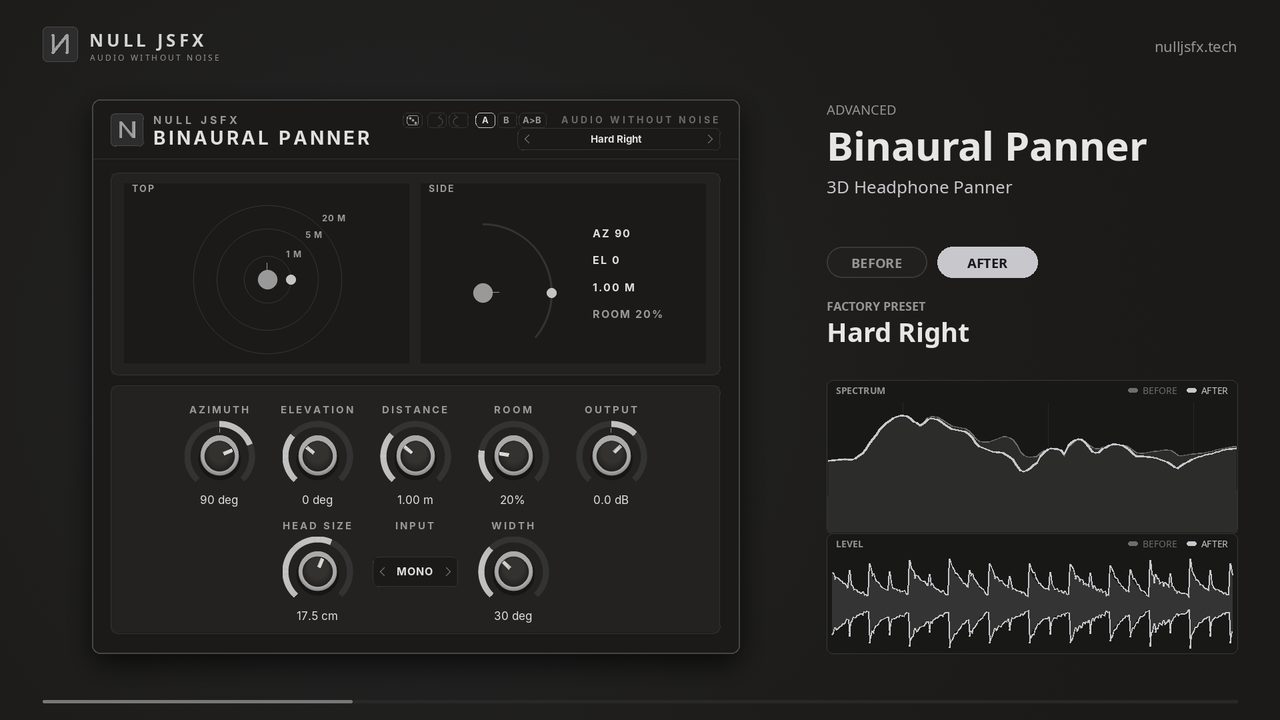 NULL JSFX
AUDIO WITHOUT NOISE
nulljsfx.tech
N
NULL JSFX
BINAURAL PANNER
A B A>B
AUDIO WITHOUT NOISE
Hard Right
TOP
20 M
5 M
1 M
SIDE
AZ 90
EL 0
1.00 M
ROOM 20%
AZIMUTH ELEVATION DISTANCE ROOM OUTPUT
90 deg 0 deg 1.00 m 20% 0.0 dB
HEAD SIZE INPUT WIDTH
MONO
17.5 cm 30 deg
ADVANCED
Binaural Panner
3D Headphone Panner
BEFORE AFTER
FACTORY PRESET
Hard Right
SPECTRUM BEFORE AFTER
LEVEL BEFORE AFTER